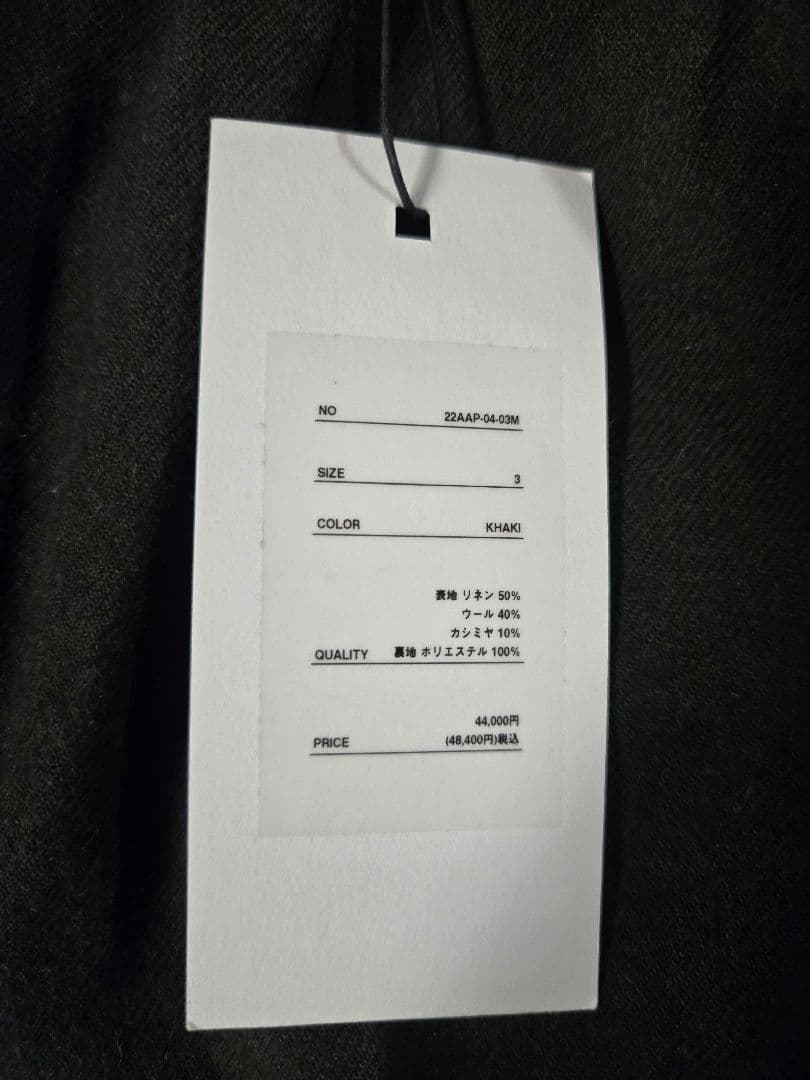 NO 22AAP-04-03M
SIZE 3
COLOR KHAKI
表地 リネン 50%
ウール 40%
カシミヤ 10%
QUALITY 裏地 ポリエステル 100%
44,000円
PRICE (48,400円)税込